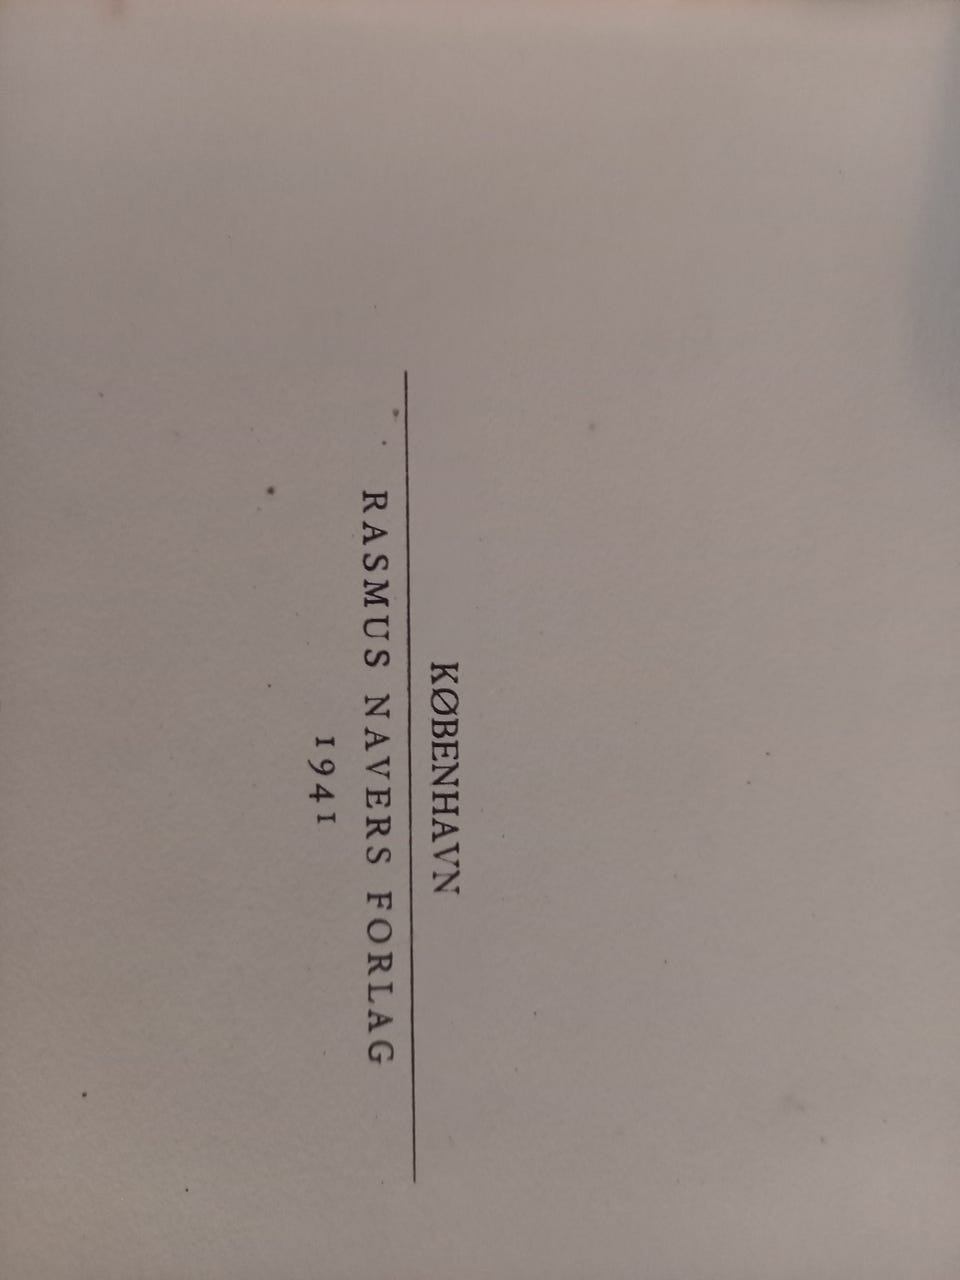 KØBENHAVN
RASMUS NAVERS FORLAG
1941